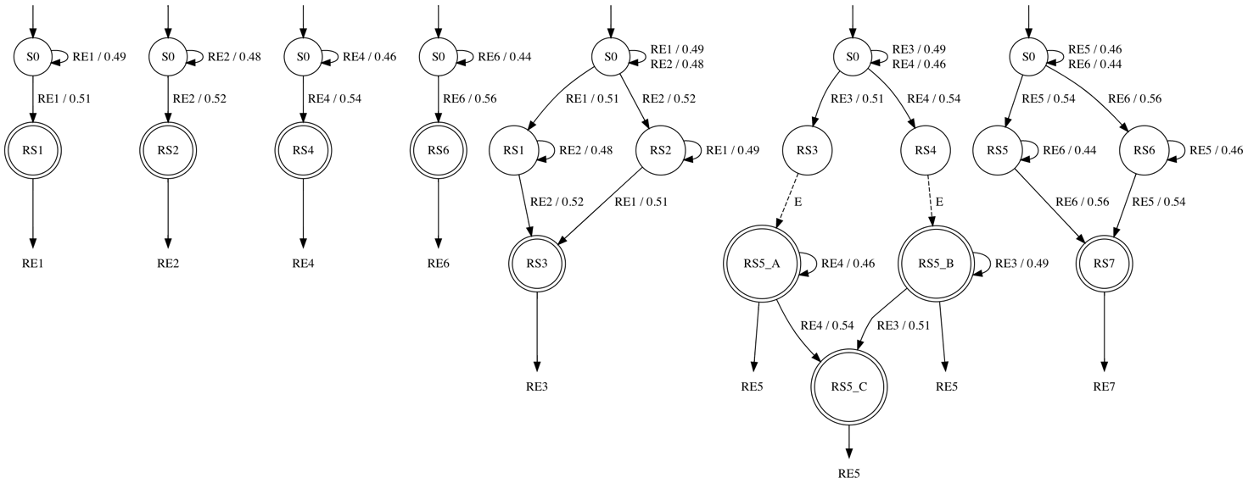 S0
RE1 / 0.49
RE1 / 0.51
RS1
RE1
S0
RE2 / 0.48
RE2 / 0.52
RS2
RE2
S0
RE4 / 0.46
RE4 / 0.54
RS4
RE4
S0
RE6 / 0.44
RE6 / 0.56
RS6
RE6
S0
RE1 / 0.49
RE2 / 0.48
RE1 / 0.51
RE2 / 0.52
RS1
RE2 / 0.48
RS2
RE1 / 0.49
RE2 / 0.52
RE1 / 0.51
RS3
RE3
S0
RE3 / 0.49
RE4 / 0.46
RE3 / 0.51
RE4 / 0.54
RS3
RS4
E
E
RS5_A
RE4 / 0.46
RS5_B
RE3 / 0.49
RE4 / 0.54
RE3 / 0.51
RE5
RS5_C
RE5
RE5
S0
RE5 / 0.46
RE6 / 0.44
RE5 / 0.54
RE6 / 0.56
RS5
RE6 / 0.44
RS6
RE5 / 0.46
RE6 / 0.56
RE5 / 0.54
RS7
RE7